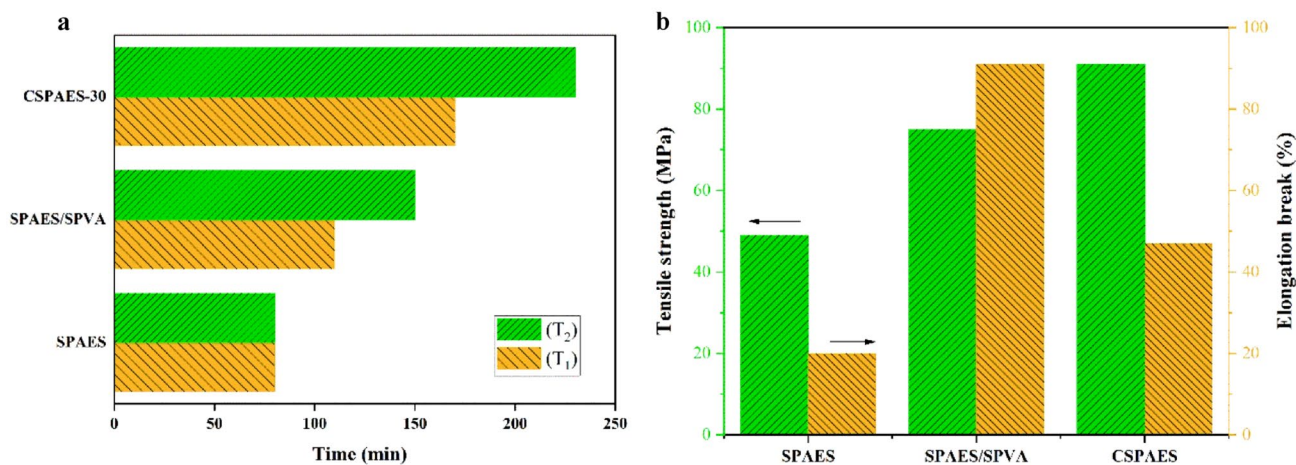 a
CSPAES-30
SPAES/SPVA
SPAES
(T2)
(T1)
0 50 100 150 200 250
Time (min)
b
100
80
60
40
20
0
Tensile strength (MPa)
100
80
60
40
20
0
Elongation break (%)
SPAES SPAES/SPVA CSPAES